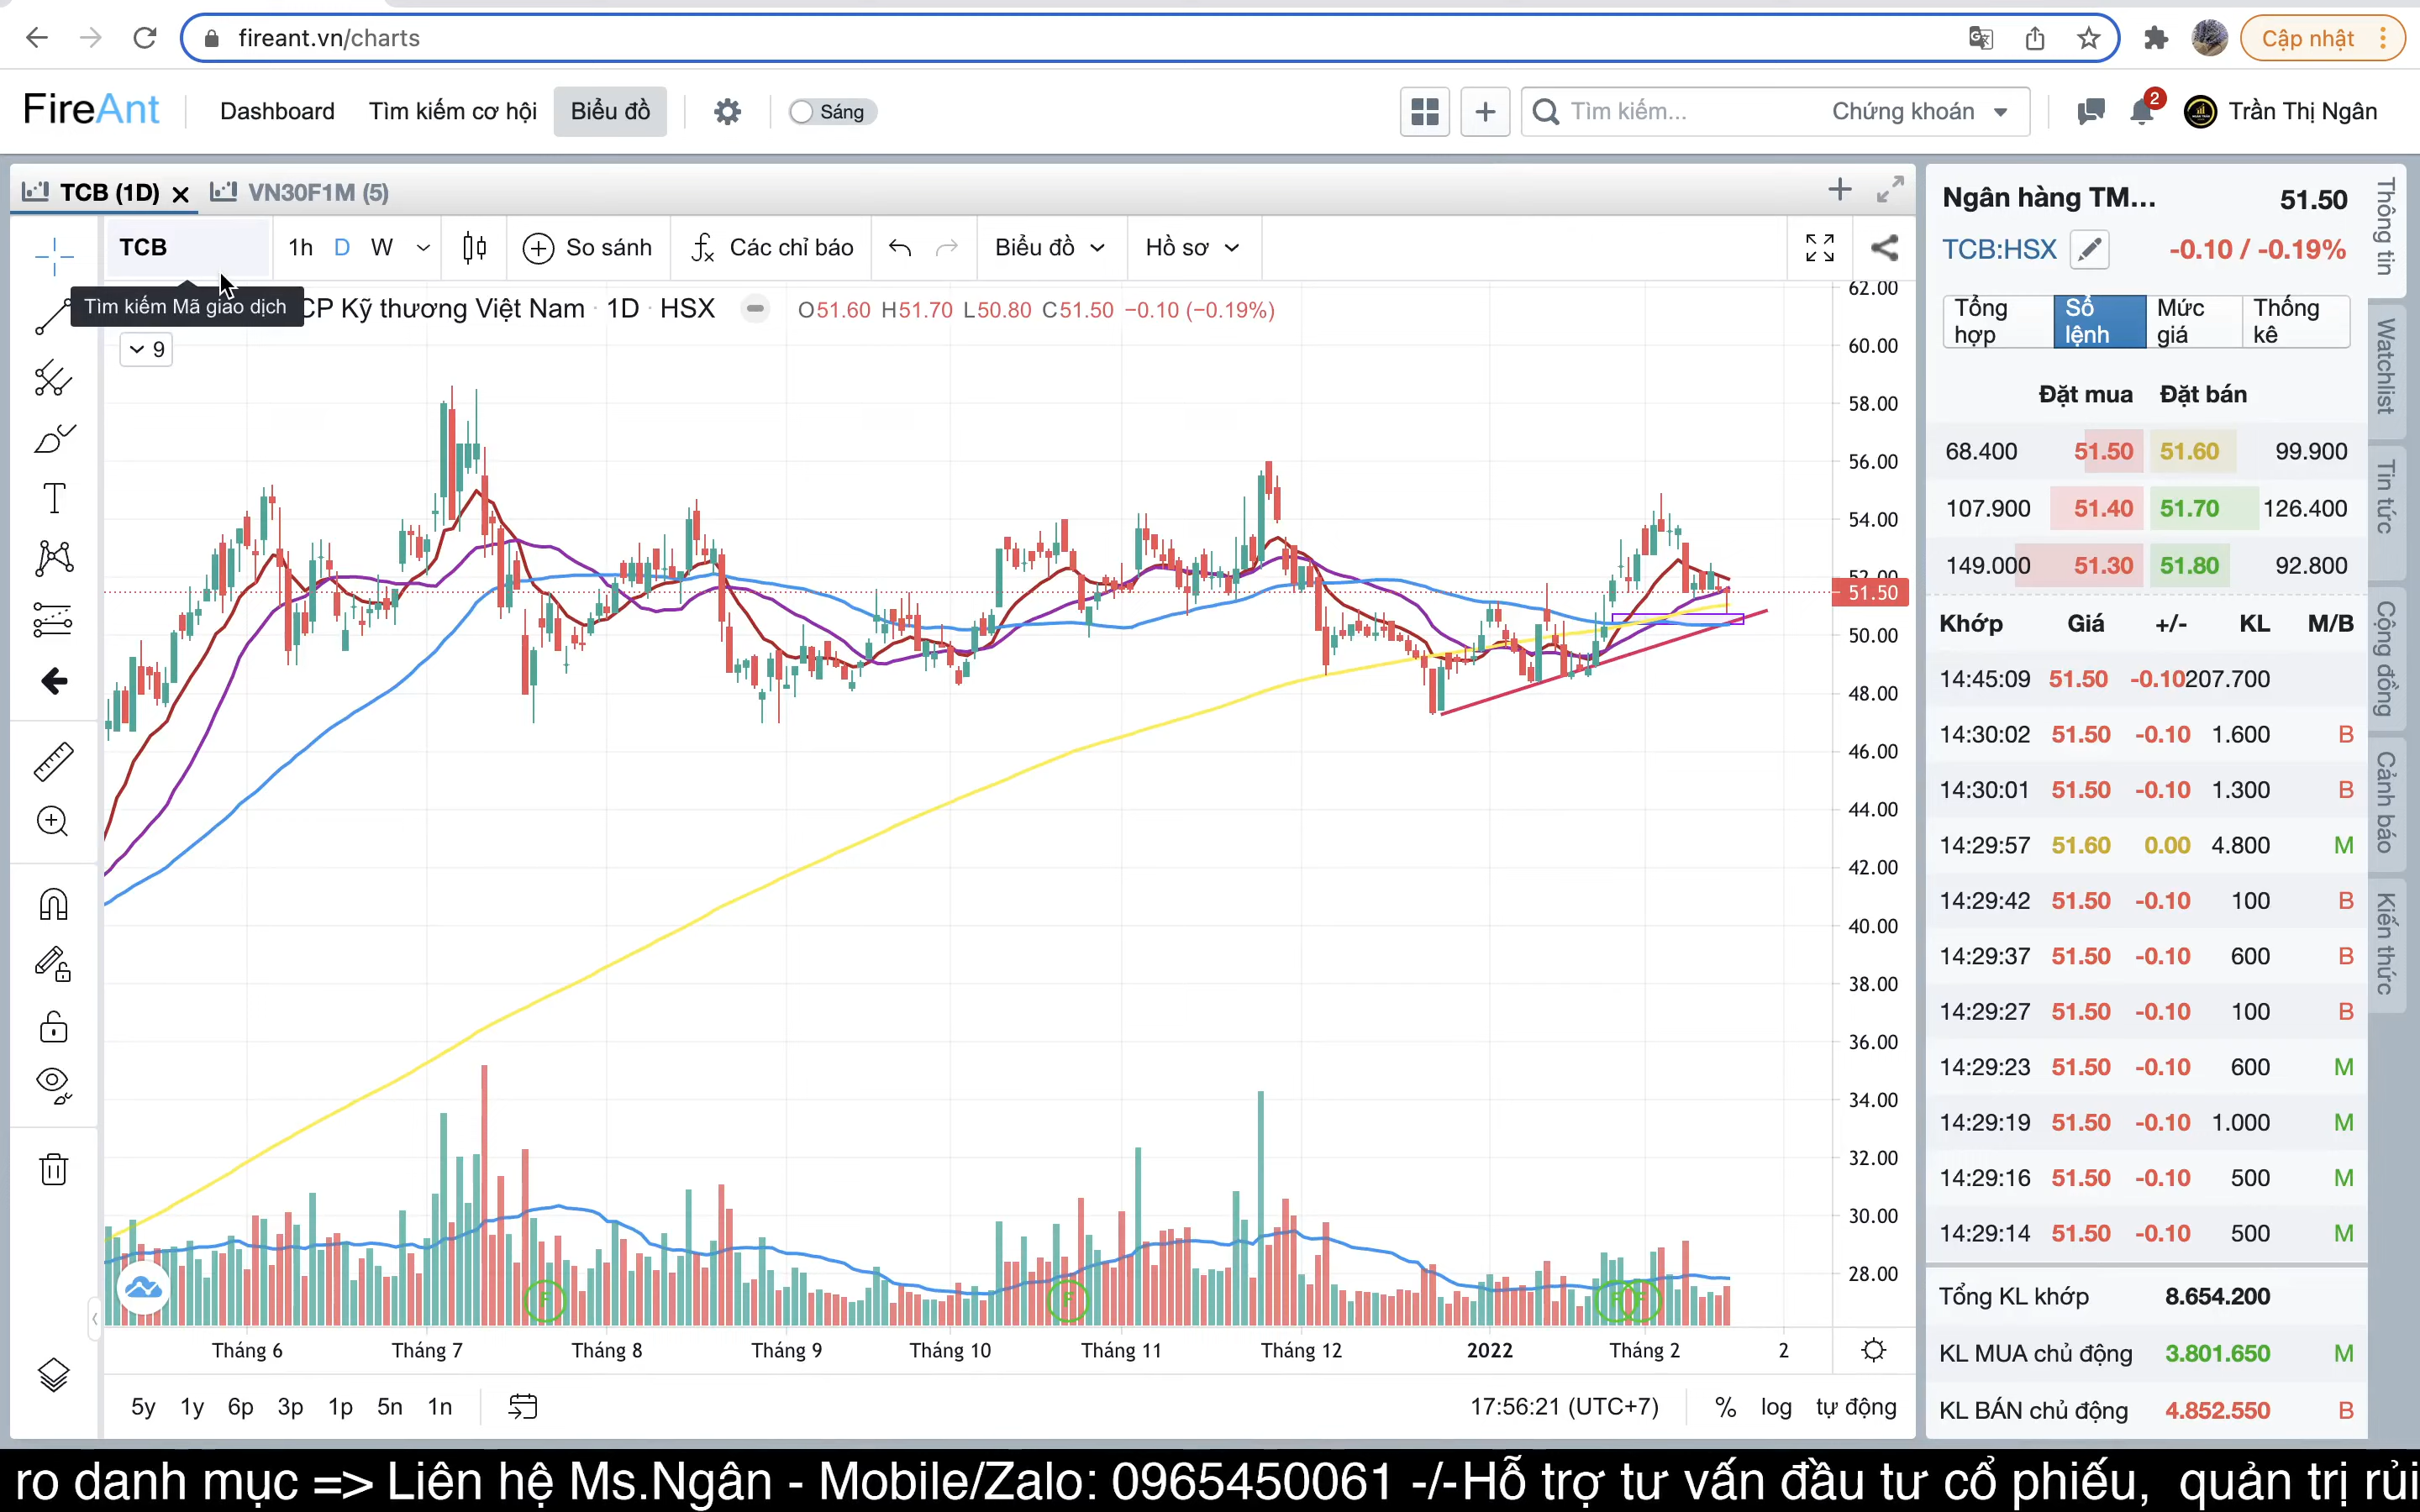 fireant.vn/charts
Cập nhật
FireAnt
Dashboard
Tìm kiếm cơ hội
Biểu đồ
Sáng
Tìm kiếm...
Chứng khoán
2
Trần Thị Ngân
TCB (1D)
VN30F1M (5)
TCB
1h D W
So sánh
Các chỉ báo
Biểu đồ
Hồ sơ
Tìm kiếm Mã giao dịch
CP Kỹ thương Việt Nam · 1D · HSX
O51.60 H51.70 L50.80 C51.50 −0.10 (−0.19%)
9
62.00
60.00
58.00
56.00
54.00
52.00
51.50
50.00
48.00
46.00
44.00
42.00
40.00
38.00
36.00
34.00
32.00
30.00
28.00
F
F
F
F
Tháng 6 Tháng 7 Tháng 8 Tháng 9 Tháng 10 Tháng 11 Tháng 12 2022 Tháng 2 2
5y 1y 6p 3p 1p 5n 1n
17:56:21 (UTC+7)
% log tự động
Ngân hàng TM... 51.50
TCB:HSX -0.10 / -0.19%
Tổng hợp
Sổ lệnh
Mức giá
Thống kê
Đặt mua Đặt bán
68.400 51.50 51.60 99.900
107.900 51.40 51.70 126.400
149.000 51.30 51.80 92.800
Khớp Giá +/- KL M/B
14:45:09 51.50 -0.10 207.700
14:30:02 51.50 -0.10 1.600 B
14:30:01 51.50 -0.10 1.300 B
14:29:57 51.60 0.00 4.800 M
14:29:42 51.50 -0.10 100 B
14:29:37 51.50 -0.10 600 B
14:29:27 51.50 -0.10 100 B
14:29:23 51.50 -0.10 600 M
14:29:19 51.50 -0.10 1.000 M
14:29:16 51.50 -0.10 500 M
14:29:14 51.50 -0.10 500 M
Tổng KL khớp 8.654.200
KL MUA chủ động 3.801.650 M
KL BÁN chủ động 4.852.550 B
Thông tin
Watchlist
Tin tức
Cộng đồng
Cảnh báo
Kiến thức
ro danh mục => Liên hệ Ms.Ngân - Mobile/Zalo: 0965450061 -/-Hỗ trợ tư vấn đầu tư cổ phiếu, quản trị rủi